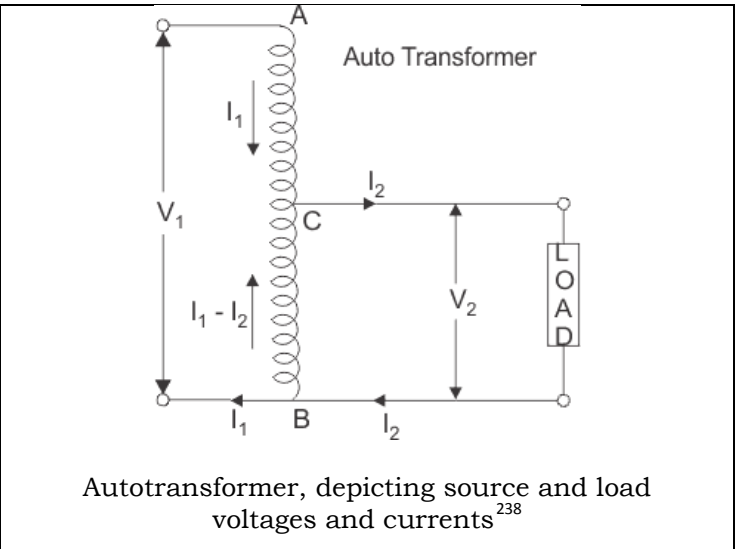 A
Auto Transformer
I₁
I₂
V₁
C
LOAD
I₁ - I₂
V₂
I₁
B
I₂
Autotransformer, depicting source and load
voltages and currents²³⁸